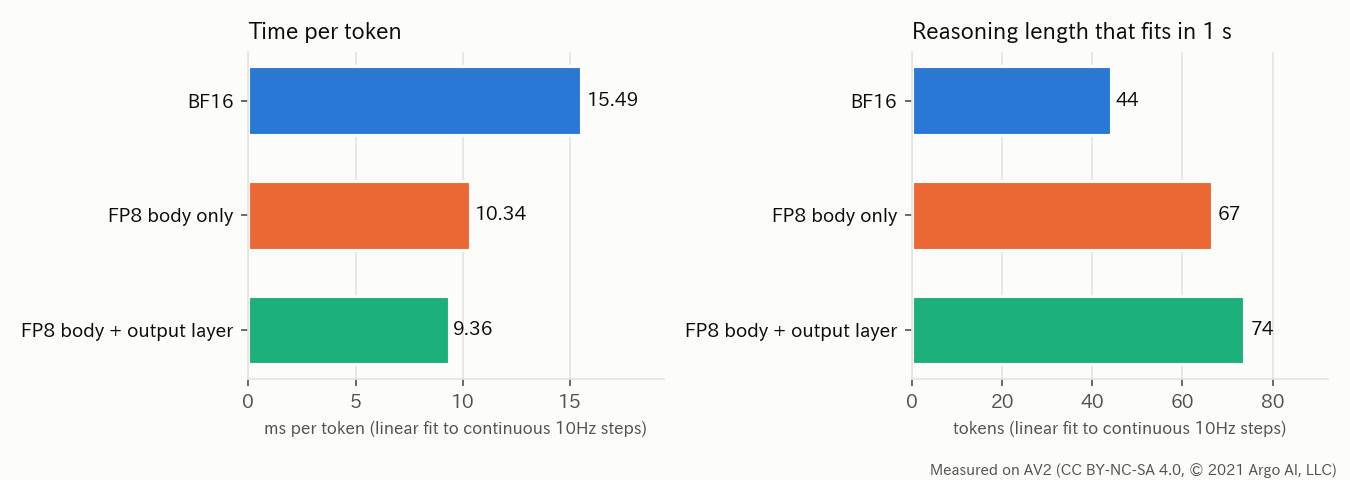 Time per token
BF16
15.49
FP8 body only
10.34
FP8 body + output layer
9.36
0 5 10 15
ms per token (linear fit to continuous 10Hz steps)
Reasoning length that fits in 1 s
BF16
44
FP8 body only
67
FP8 body + output layer
74
0 20 40 60 80
tokens (linear fit to continuous 10Hz steps)
Measured on AV2 (CC BY-NC-SA 4.0, © 2021 Argo AI, LLC)